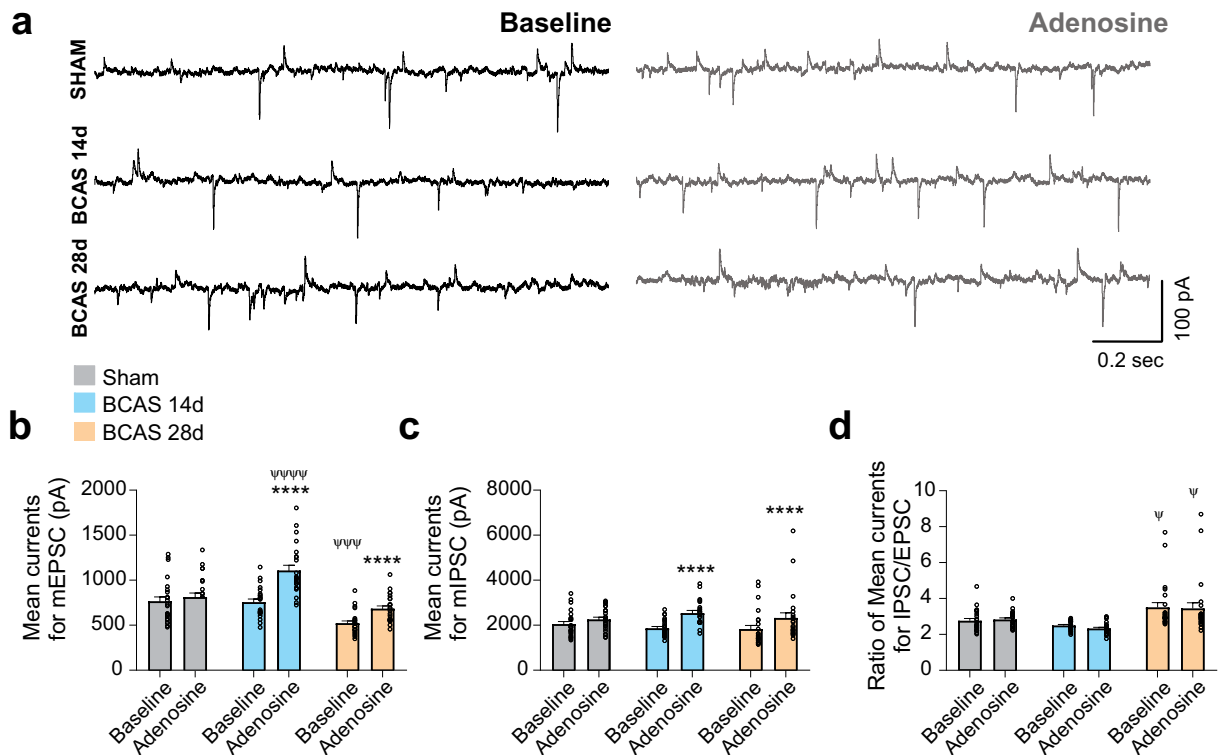 a
Baseline
Adenosine
SHAM
BCAS 14d
BCAS 28d
100 pA
0.2 sec
Sham
BCAS 14d
BCAS 28d
b
Mean currents
for mEPSC (pA)
2000
1500
1000
500
0
ψψψψ
****
ψψψ
****
Baseline
Adenosine
Baseline
Adenosine
Baseline
Adenosine
c
Mean currents
for mIPSC (pA)
8000
6000
4000
2000
0
****
****
Baseline
Adenosine
Baseline
Adenosine
Baseline
Adenosine
d
Ratio of Mean currents
for IPSC/EPSC
10
8
6
4
2
0
ψ
ψ
Baseline
Adenosine
Baseline
Adenosine
Baseline
Adenosine